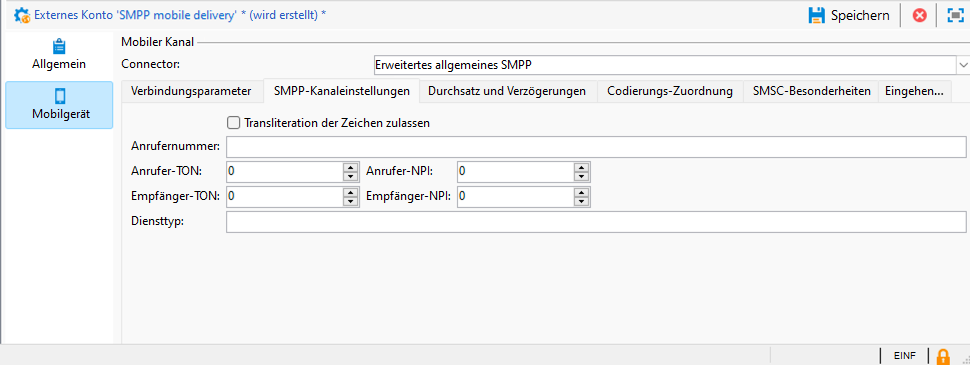 Externes Konto 'SMPP mobile delivery' * (wird erstellt) *
Speichern
Allgemein
Mobilgerät
Mobiler Kanal
Connector: Erweitertes allgemeines SMPP
Verbindungsparameter SMPP-Kanaleinstellungen Durchsatz und Verzögerungen Codierungs-Zuordnung SMSC-Besonderheiten Eingehen...
Transliteration der Zeichen zulassen
Anrufernummer:
Anrufer-TON: 0 Anrufer-NPI: 0
Empfänger-TON: 0 Empfänger-NPI: 0
Diensttyp:
EINF